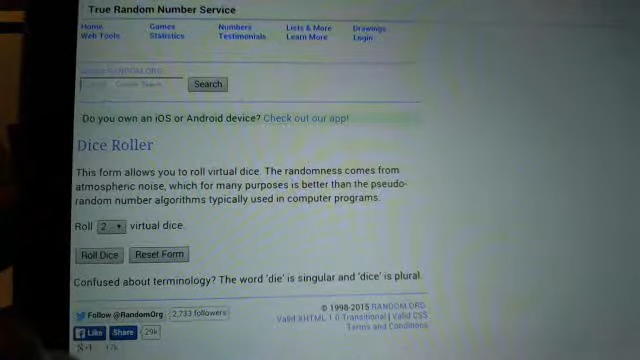 True Random Number Service
Home Games Numbers Lists & More Drawings
Web Tools Statistics Testimonials Learn More Login
RANDOM.ORG
Search
Do you own an iOS or Android device? Check out our app!
Dice Roller
This form allows you to roll virtual dice. The randomness comes from
atmospheric noise, which for many purposes is better than the pseudo-
random number algorithms typically used in computer programs.
Roll 2 virtual dice.
Roll Dice Reset Form
Confused about terminology? The word 'die' is singular and 'dice' is plural.
Follow @RandomOrg 2,733 followers
Like Share 29k
© 1998-2015 RANDOM.ORG
Valid XHTML 1.0 Transitional | Valid CSS
Terms and Conditions
+1 17k